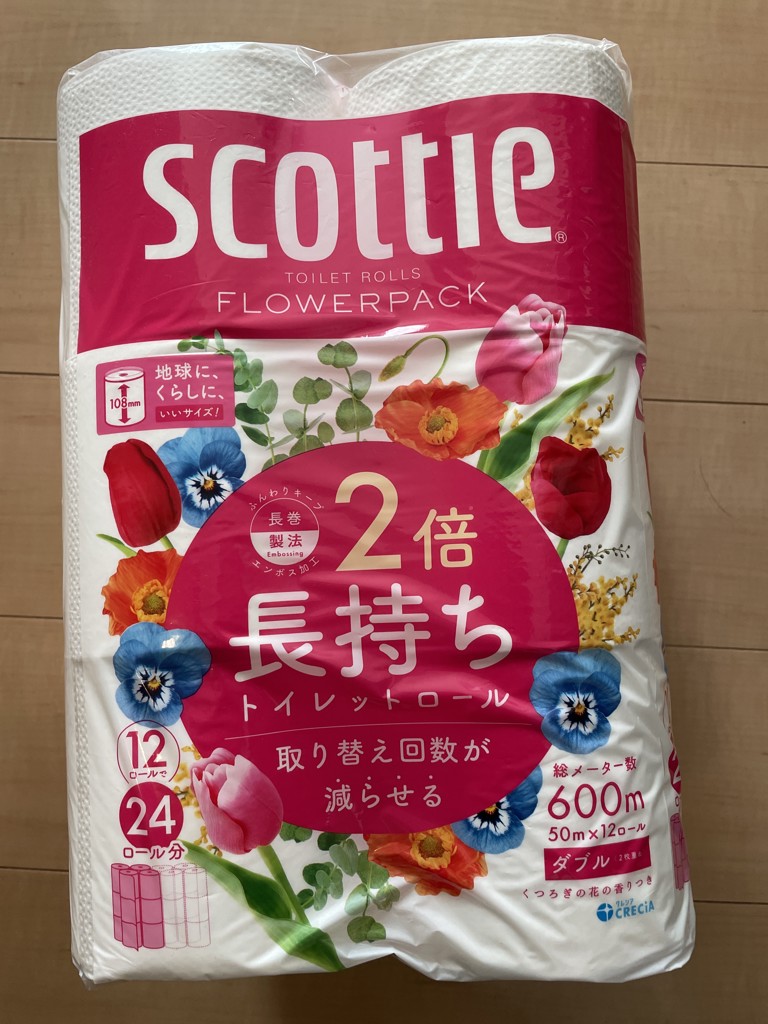 SCOTTIE®
TOILET ROLLS
FLOWERPACK
108mm
地球に、
くらしに、
いいサイズ!
ふんわりキープ
長巻
製法
Embossing
エンボス加工
2倍
長持ち
トイレットロール
取り替え回数が
減らせる
12
ロールで
24
ロール分
総メーター数
600m
50m×12ロール
ダブル
くつろぎの花の香りつき
クレシア
CRECIA